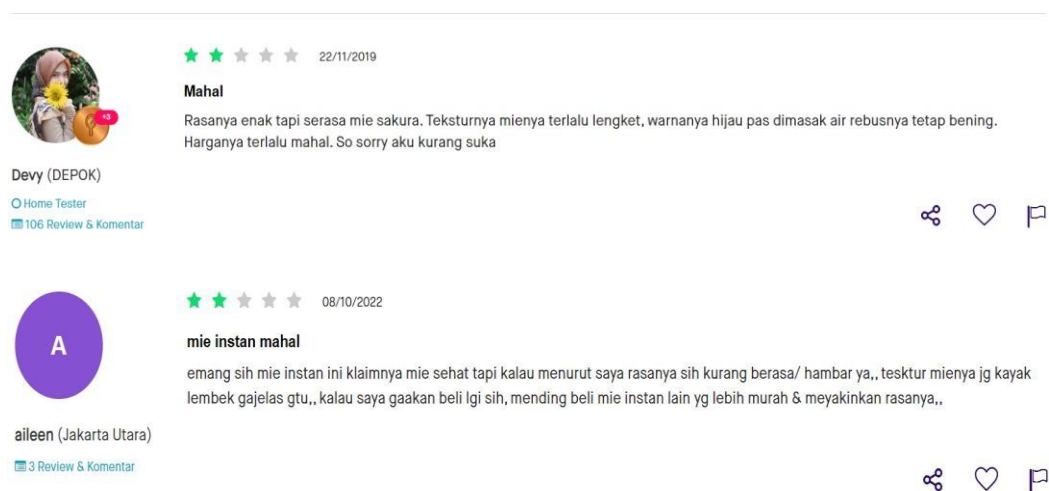 22/11/2019
Mahal
Rasanya enak tapi serasa mie sakura. Teksturnya mienya terlalu lengket, warnanya hijau pas dimasak air rebusnya tetap bening.
Harganya terlalu mahal. So sorry aku kurang suka
+3
Devy (DEPOK)
Home Tester
106 Review & Komentar
08/10/2022
A
mie instan mahal
emang sih mie instan ini klaimnya mie sehat tapi kalau menurut saya rasanya sih kurang berasa/ hambar ya,, tesktur mienya jg kayak
lembek gajelas gtu,, kalau saya gaakan beli lgi sih, mending beli mie instan lain yg lebih murah & meyakinkan rasanya,,
aileen (Jakarta Utara)
3 Review & Komentar